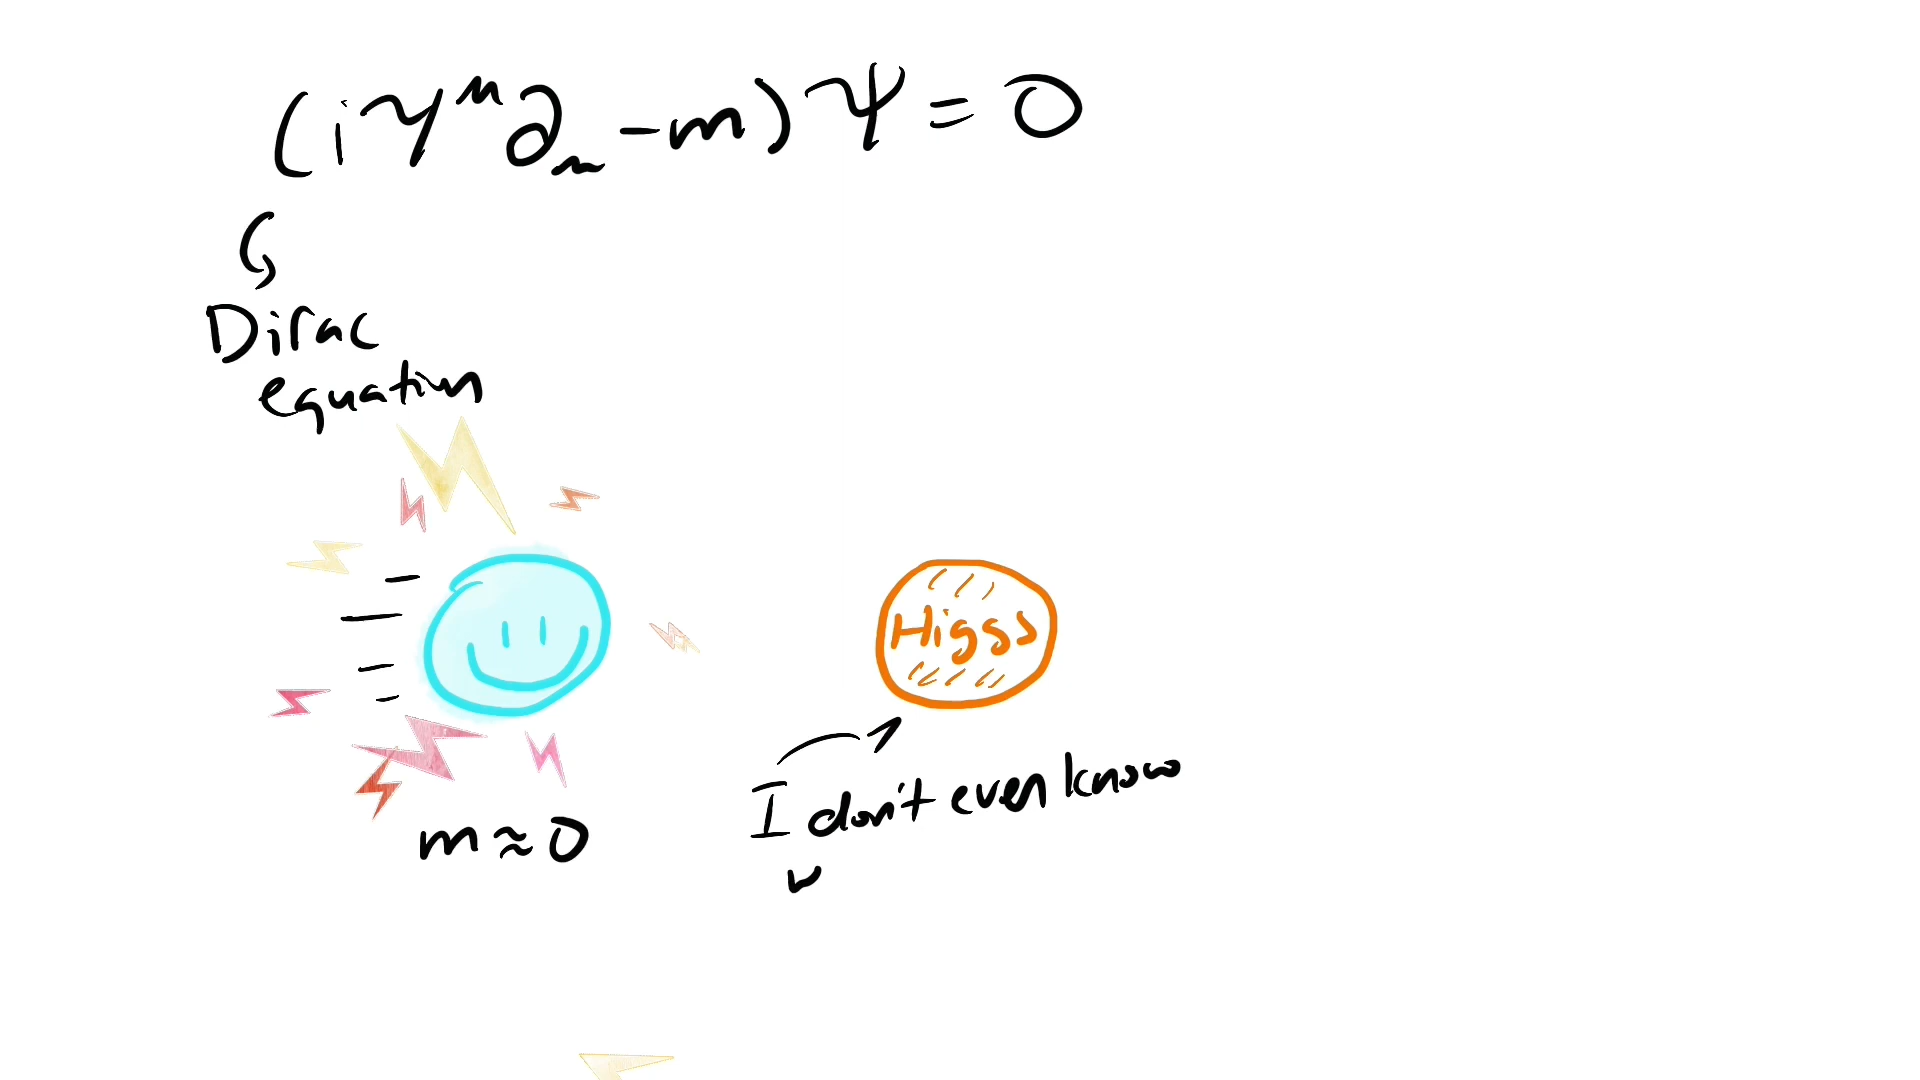 (iγ^μ ∂_μ - m) ψ = 0
Dirac
equation
Higgs
I don't even know
w
m ≈ 0